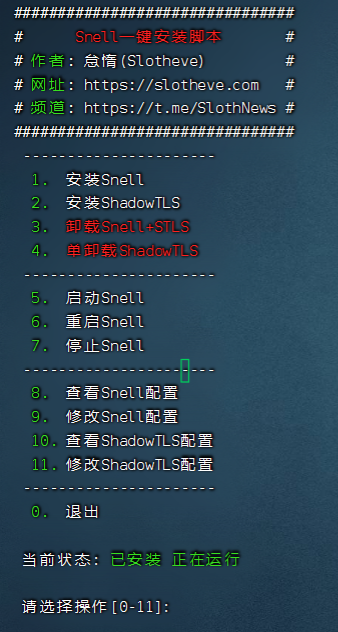 ################################
#      Snell一键安装脚本       #
# 作者: 怠惰(Slotheve)         #
# 网址: https://slotheve.com   #
# 频道: https://t.me/SlothNews #
################################
----------------------
1. 安装Snell
2. 安装ShadowTLS
3. 卸载Snell+STLS
4. 单卸载ShadowTLS
----------------------
5. 启动Snell
6. 重启Snell
7. 停止Snell
----------------------
8. 查看Snell配置
9. 修改Snell配置
10. 查看ShadowTLS配置
11. 修改ShadowTLS配置
----------------------
0. 退出
当前状态: 已安装 正在运行
请选择操作[0-11]: